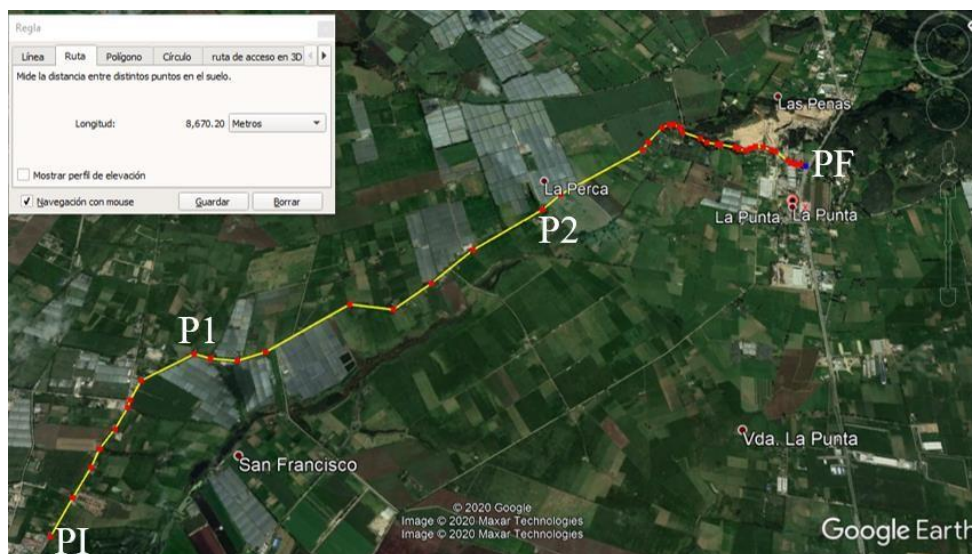 Regla
Línea Ruta Polígono Círculo ruta de acceso en 3D
Mide la distancia entre distintos puntos en el suelo.
Longitud: 8,670.20 Metros
Mostrar perfil de elevación
Navegación con mouse Guardar Borrar
Las Penas
PF
La Perca
P2
La Punta La Punta
P1
Vda. La Punta
San Francisco
© 2020 Google
Image © 2020 Maxar Technologies
Image © 2020 Maxar Technologies
Google Earth
PI